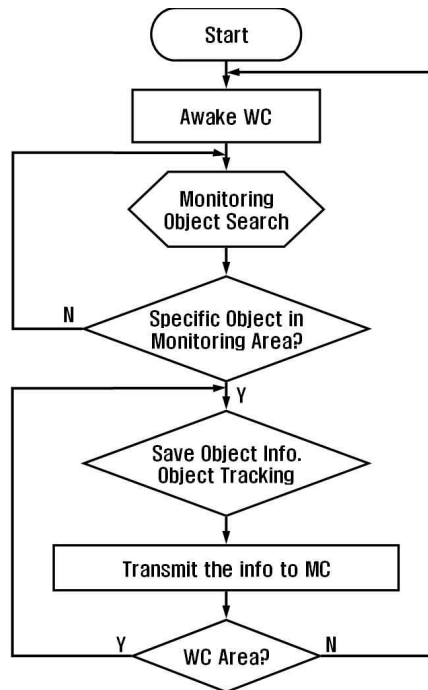 Start
Awake WC
Monitoring
Object Search
N
Specific Object in
Monitoring Area?
Y
Save Object Info.
Object Tracking
Transmit the info to MC
Y
N
WC Area?